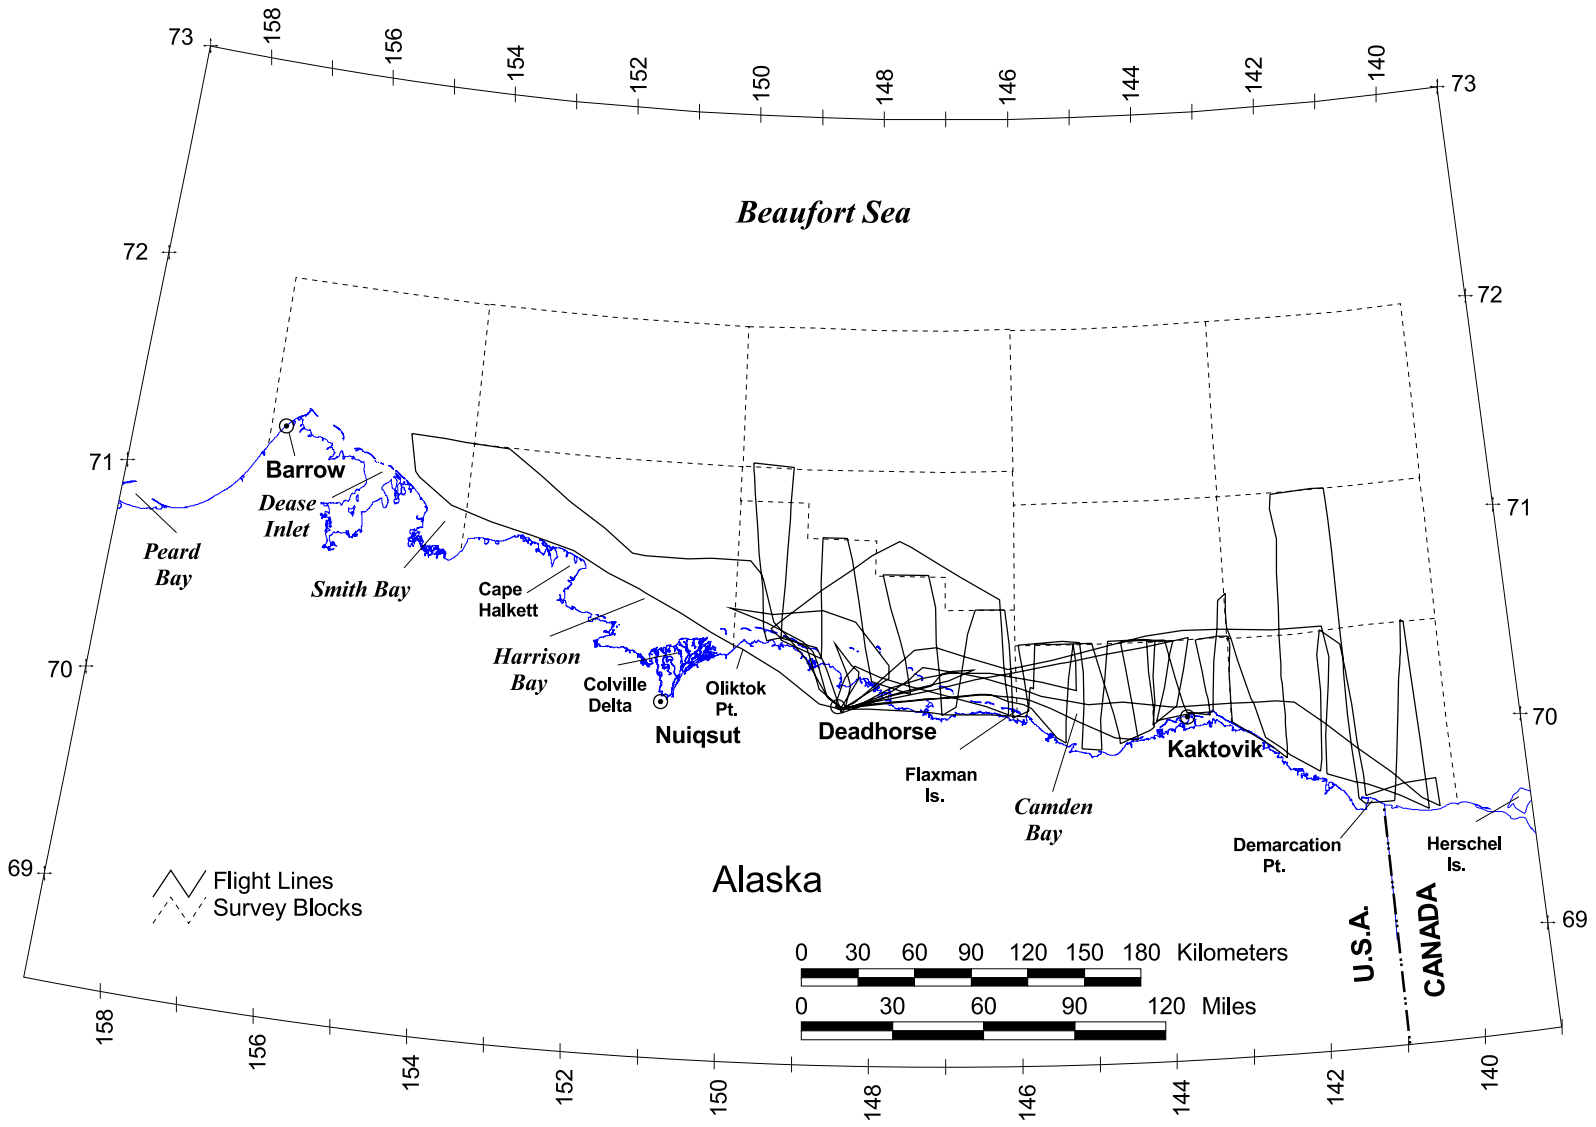 158
156
154
152
150
148
146
144
142
140
73
73
Beaufort Sea
72
72
71
71
Barrow
Dease
Inlet
Peard
Bay
Smith Bay
Cape
Halkett
Harrison
Bay
Colville
Delta
Oliktok
Pt.
Nuiqsut
Deadhorse
Kaktovik
70
70
Flaxman
Is.
Camden
Bay
Demarcation
Pt.
Herschel
Is.
69
69
Alaska
Flight Lines
Survey Blocks
U.S.A.
CANADA
0 30 60 90 120 150 180 Kilometers
0 30 60 90 120 Miles
158
156
154
152
150
148
146
144
142
140